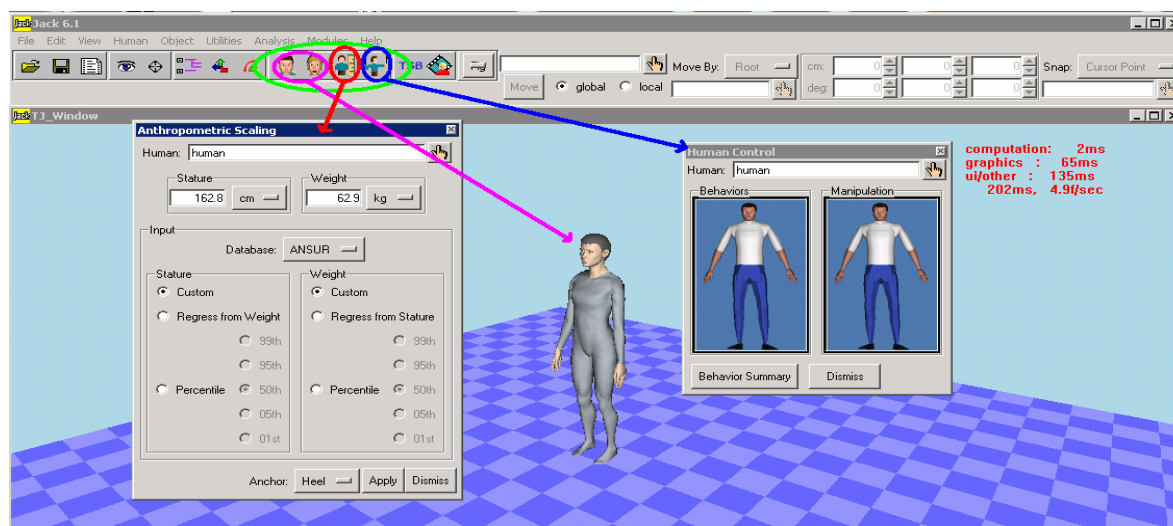 Jack Jack 6.1
File Edit View Human Object Utilities Analysis Modules Help
TSB
Move By: Root
cm: 0 0 0
Snap: Cursor Point
Move global local
deg: 0 0 0
Jack TJ_Window
Anthropometric Scaling
Human: human
Stature
162.8 cm
Weight
62.9 kg
Input
Database: ANSUR
Stature
Custom
Regress from Weight
99th
95th
Percentile 50th
05th
01st
Weight
Custom
Regress from Stature
99th
95th
Percentile 50th
05th
01st
Anchor: Heel Apply Dismiss
Human Control
Human: human
Behaviors
Manipulation
Behavior Summary Dismiss
computation: 2ms
graphics : 65ms
ui/other : 135ms
202ms, 4.9f/sec